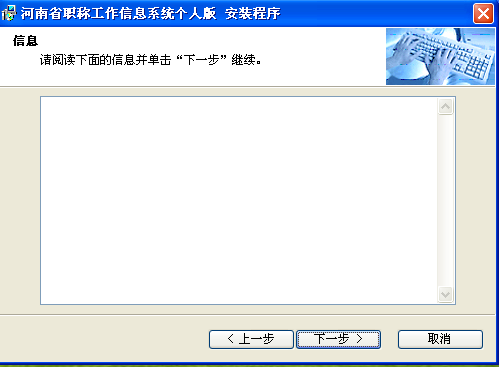 河南省职称工作信息系统个人版 安装程序
信息
请阅读下面的信息并单击“下一步”继续。
< 上一步
下一步 >
取消